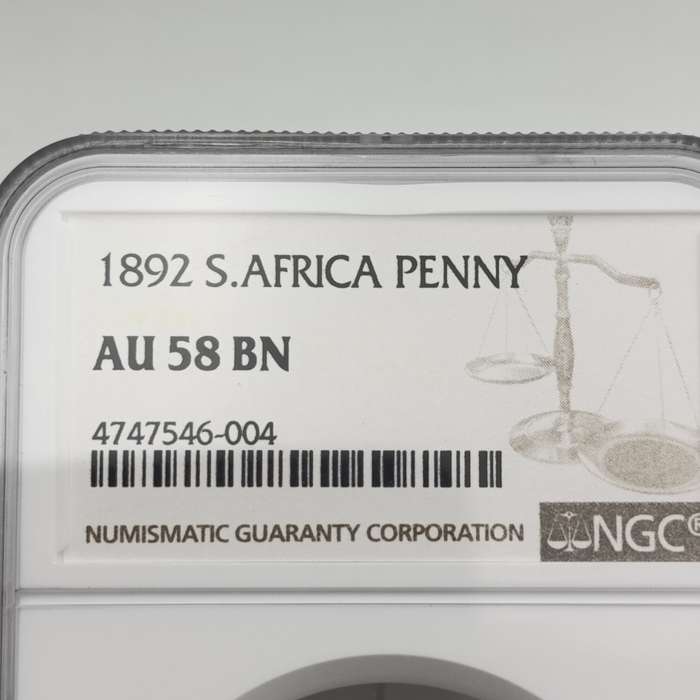 1892 S.AFRICA PENNY
AU 58 BN
4747546-004
NUMISMATIC GUARANTY CORPORATION
NGC®